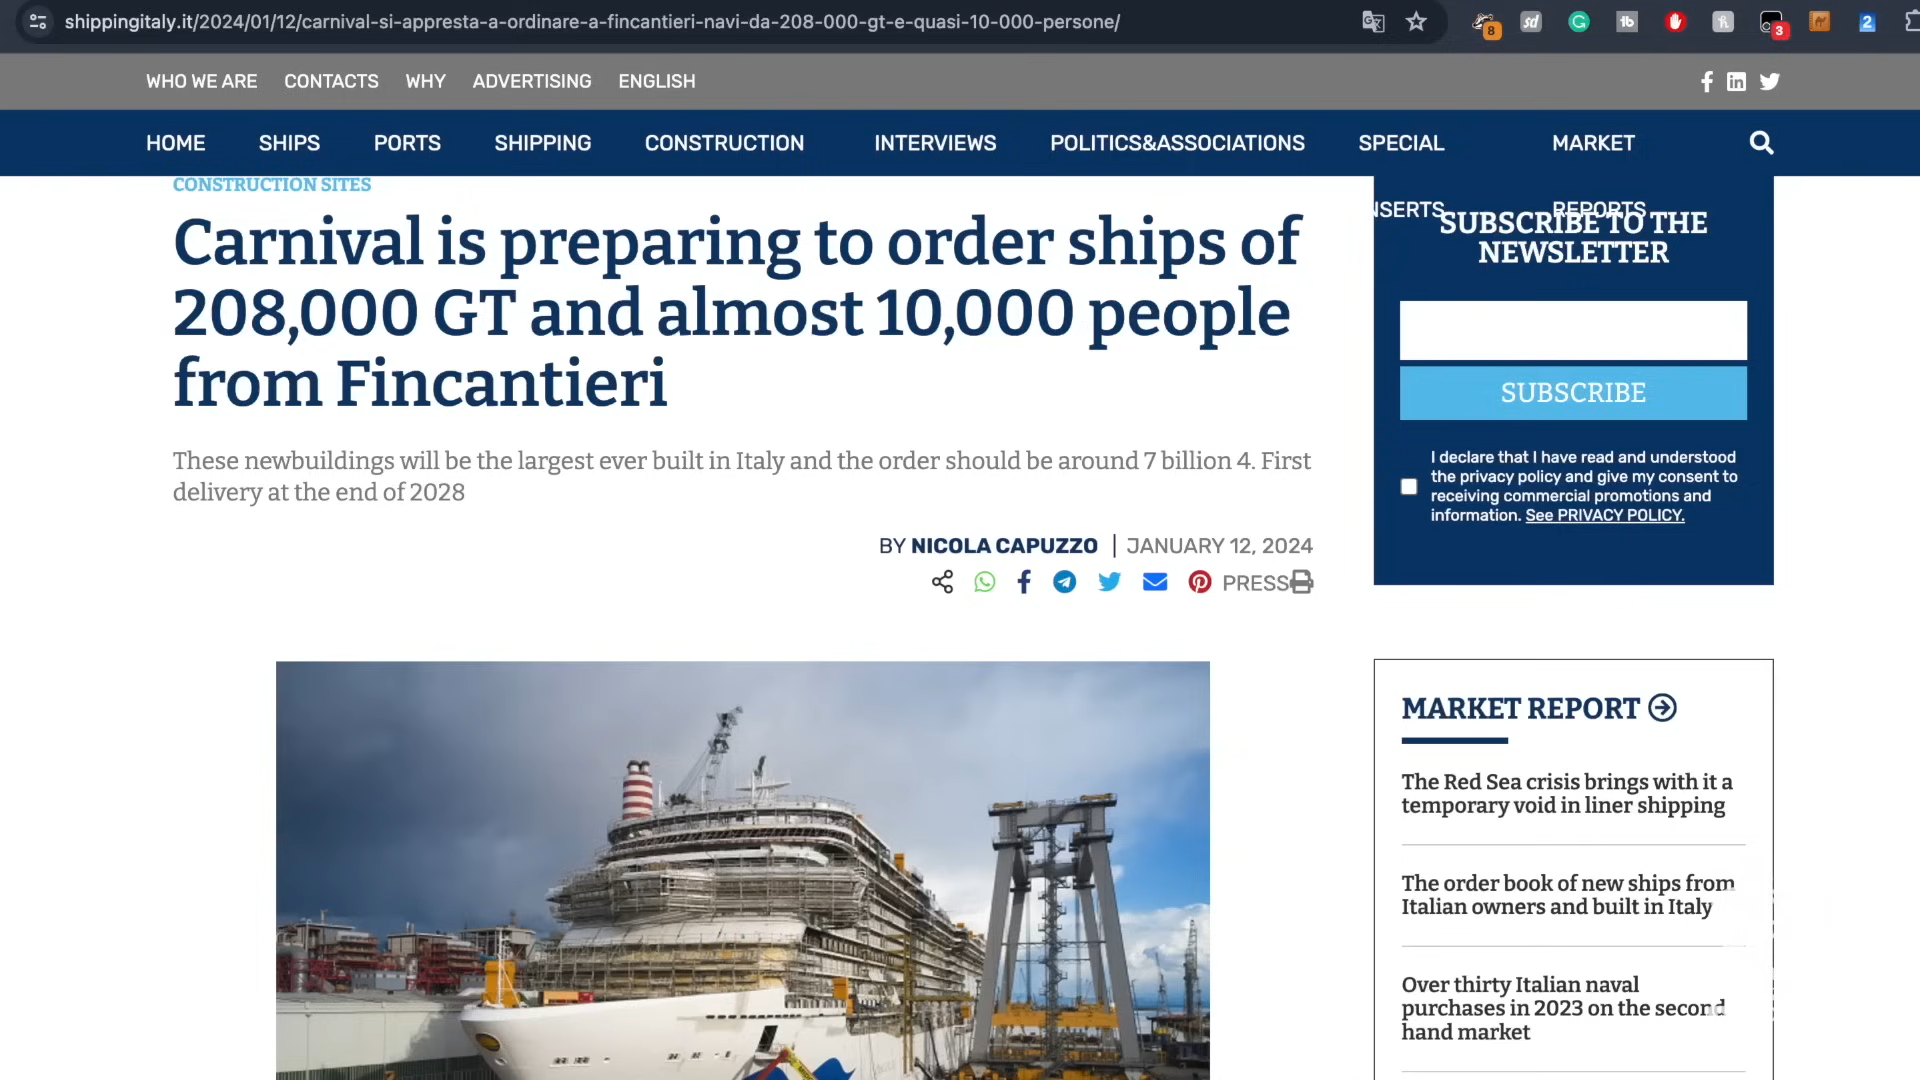 shippingitaly.it/2024/01/12/carnival-si-appresta-a-ordinare-a-fincantieri-navi-da-208-000-gt-e-quasi-10-000-persone/
8
sd
G
tb
h
3
2
WHO WE ARE CONTACTS WHY ADVERTISING ENGLISH
HOME SHIPS PORTS SHIPPING CONSTRUCTION INTERVIEWS POLITICS&ASSOCIATIONS SPECIAL MARKET
NSERTS REPORTS
CONSTRUCTION SITES
Carnival is preparing to order ships of
208,000 GT and almost 10,000 people
from Fincantieri
These newbuildings will be the largest ever built in Italy and the order should be around 7 billion 4. First
delivery at the end of 2028
BY NICOLA CAPUZZO | JANUARY 12, 2024
PRESS
SUBSCRIBE TO THE
NEWSLETTER
SUBSCRIBE
I declare that I have read and understood
the privacy policy and give my consent to
receiving commercial promotions and
information. See PRIVACY POLICY.
MARKET REPORT
The Red Sea crisis brings with it a
temporary void in liner shipping
The order book of new ships from
Italian owners and built in Italy
Over thirty Italian naval
purchases in 2023 on the second
hand market